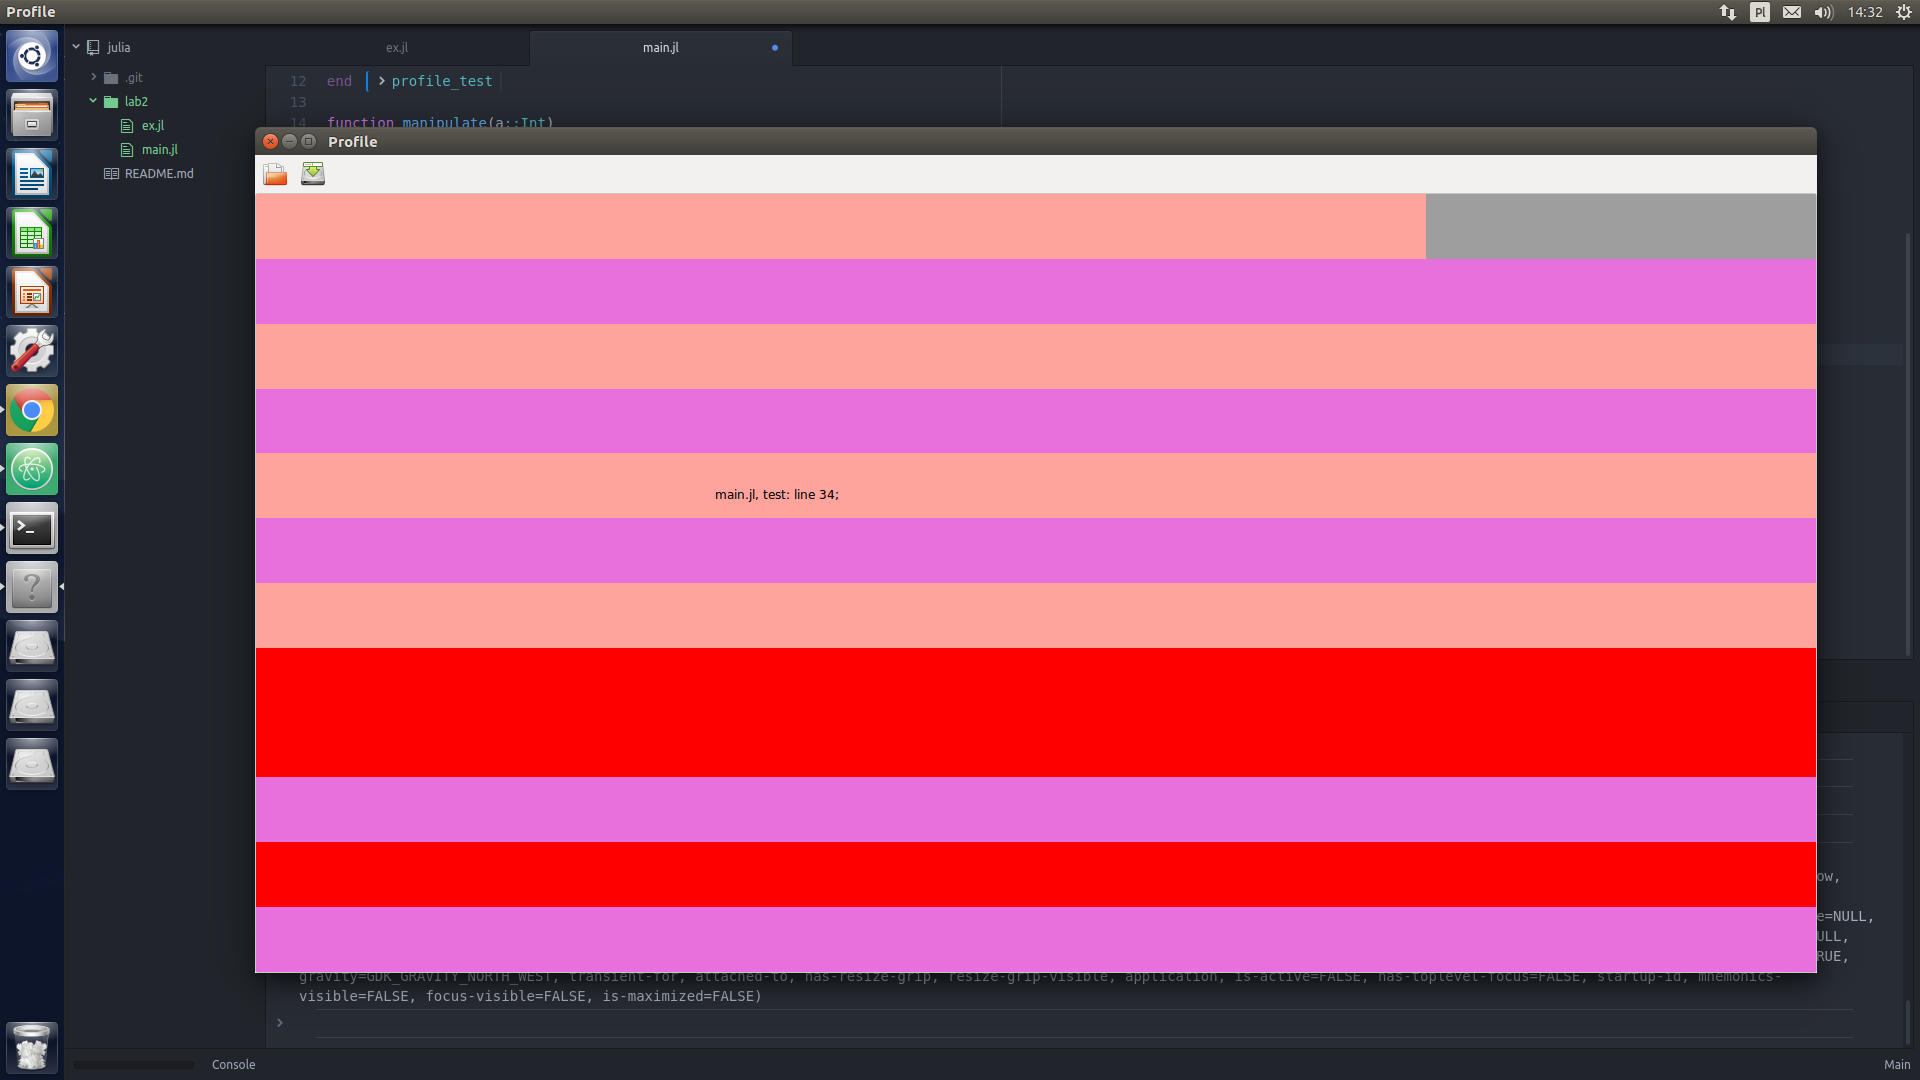 Profile
Pl
14:32
julia
ex.jl
main.jl
.git
lab2
ex.jl
main.jl
README.md
12 end > profile_test
13
14 function manipulate(a::Int)
Profile
main.jl, test: line 34;
ow,
e=NULL,
ULL,
RUE,
gravity=GDK_GRAVITY_NORTH_WEST, transient-for, attached-to, has-resize-grip, resize-grip-visible, application, is-active=FALSE, has-toplevel-focus=FALSE, startup-id, mnemonics-
visible=FALSE, focus-visible=FALSE, is-maximized=FALSE)
>
Console
Main